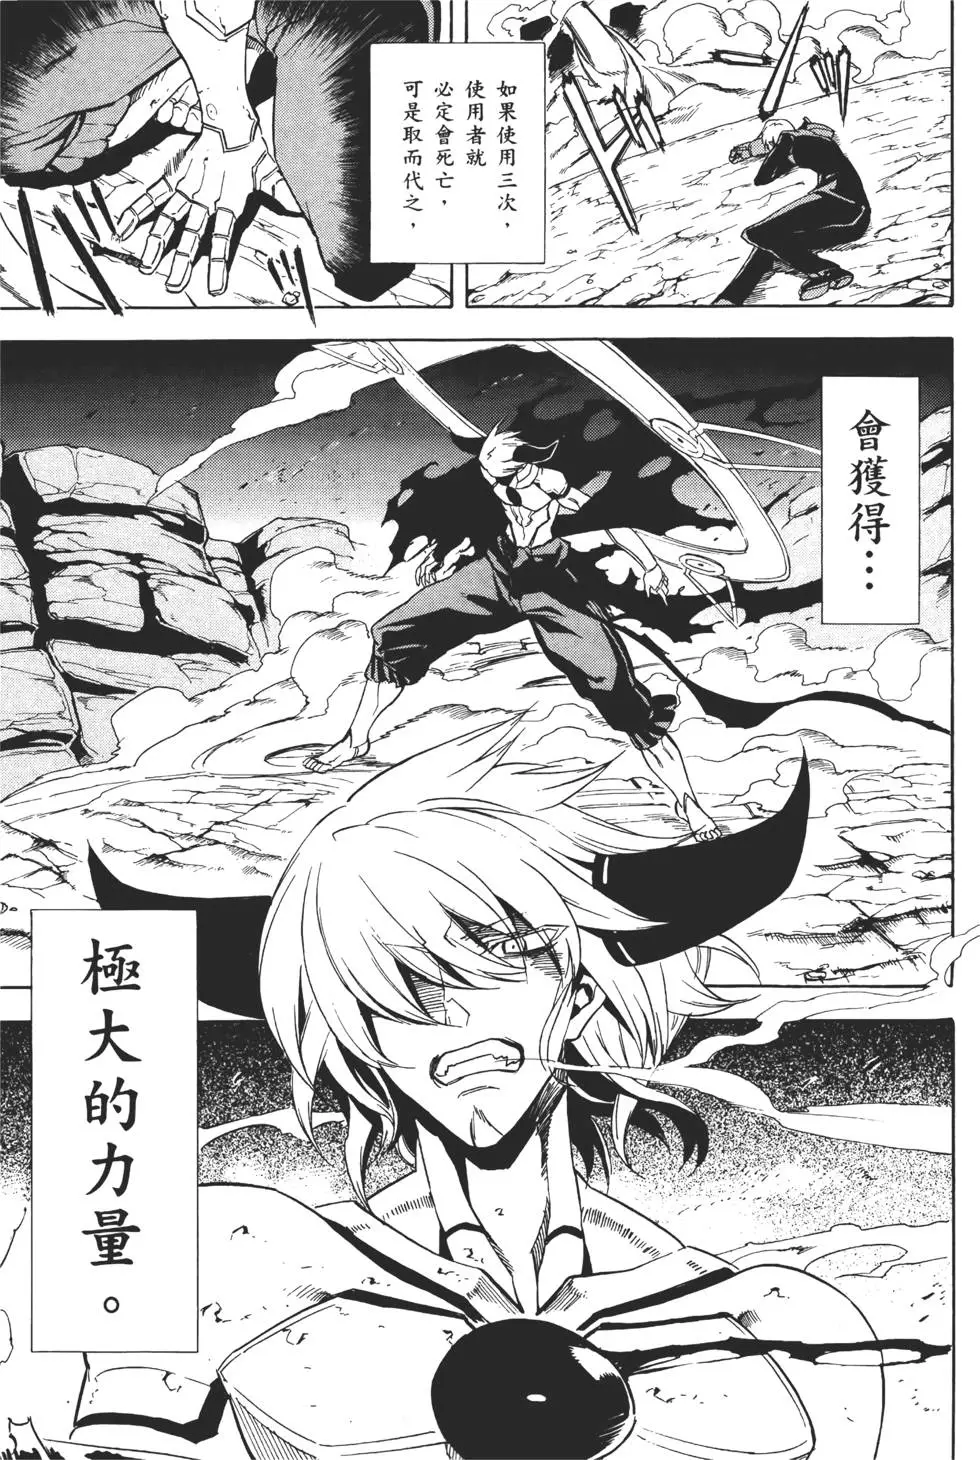 如果使用三次，
使用者就
必定會死亡，
可是取而代之，
會獲得⋯
極大的力量。